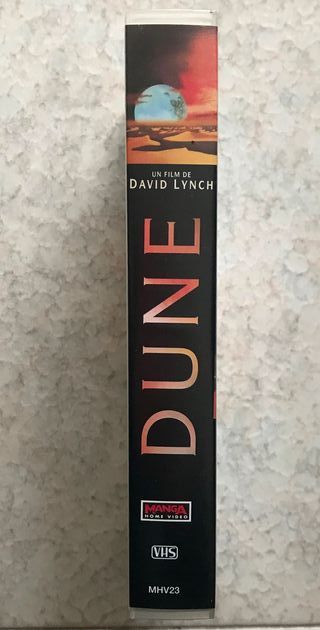 UN FILM DE
DAVID LYNCH
DUNE
MANGA
HOME VIDEO
VHS
MHV23